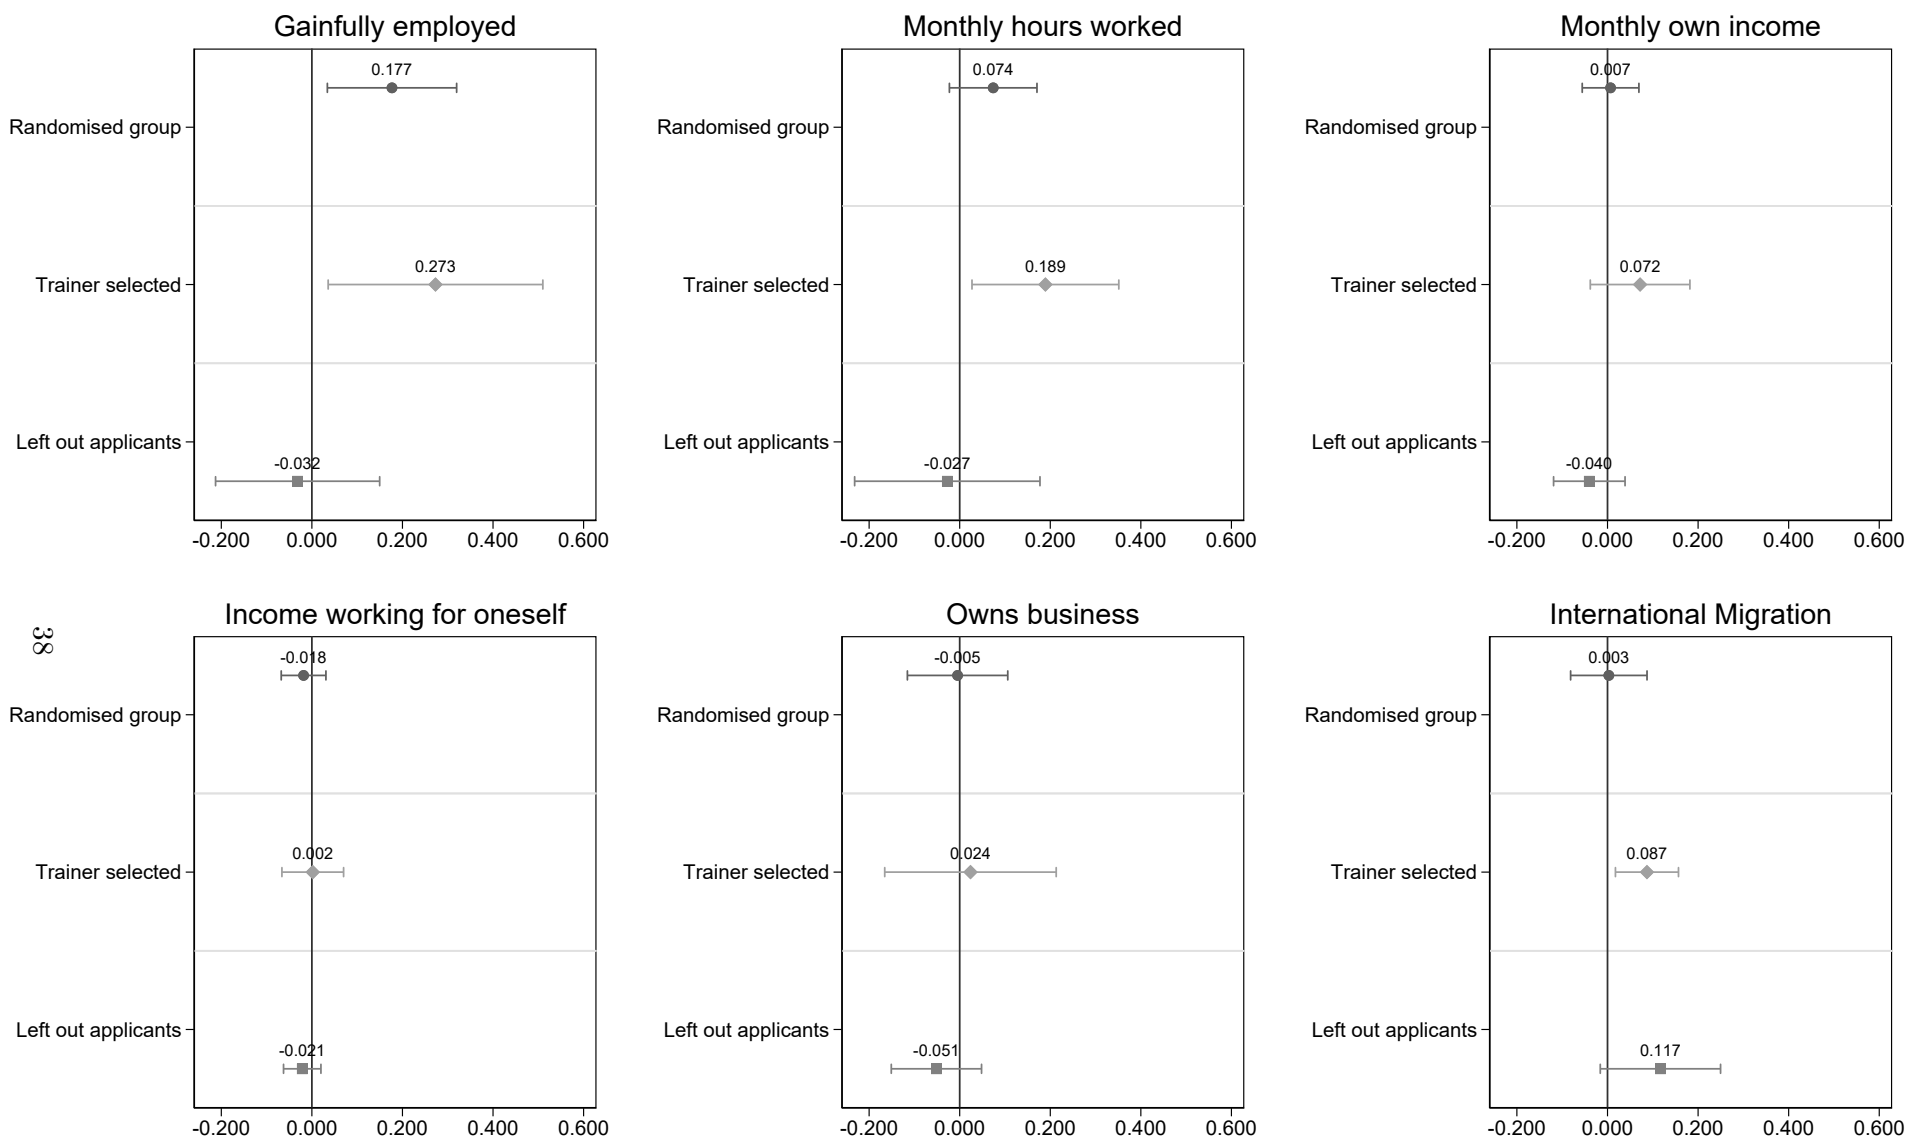 Gainfully employed
Randomised group
0.177
Trainer selected
0.273
Left out applicants
-0.032
-0.200 0.000 0.200 0.400 0.600
Monthly hours worked
Randomised group
0.074
Trainer selected
0.189
Left out applicants
-0.027
-0.200 0.000 0.200 0.400 0.600
Monthly own income
Randomised group
0.007
Trainer selected
0.072
Left out applicants
-0.040
-0.200 0.000 0.200 0.400 0.600
38
Income working for oneself
Randomised group
-0.018
Trainer selected
0.002
Left out applicants
-0.021
-0.200 0.000 0.200 0.400 0.600
Owns business
Randomised group
-0.005
Trainer selected
0.024
Left out applicants
-0.051
-0.200 0.000 0.200 0.400 0.600
International Migration
Randomised group
0.003
Trainer selected
0.087
Left out applicants
0.117
-0.200 0.000 0.200 0.400 0.600